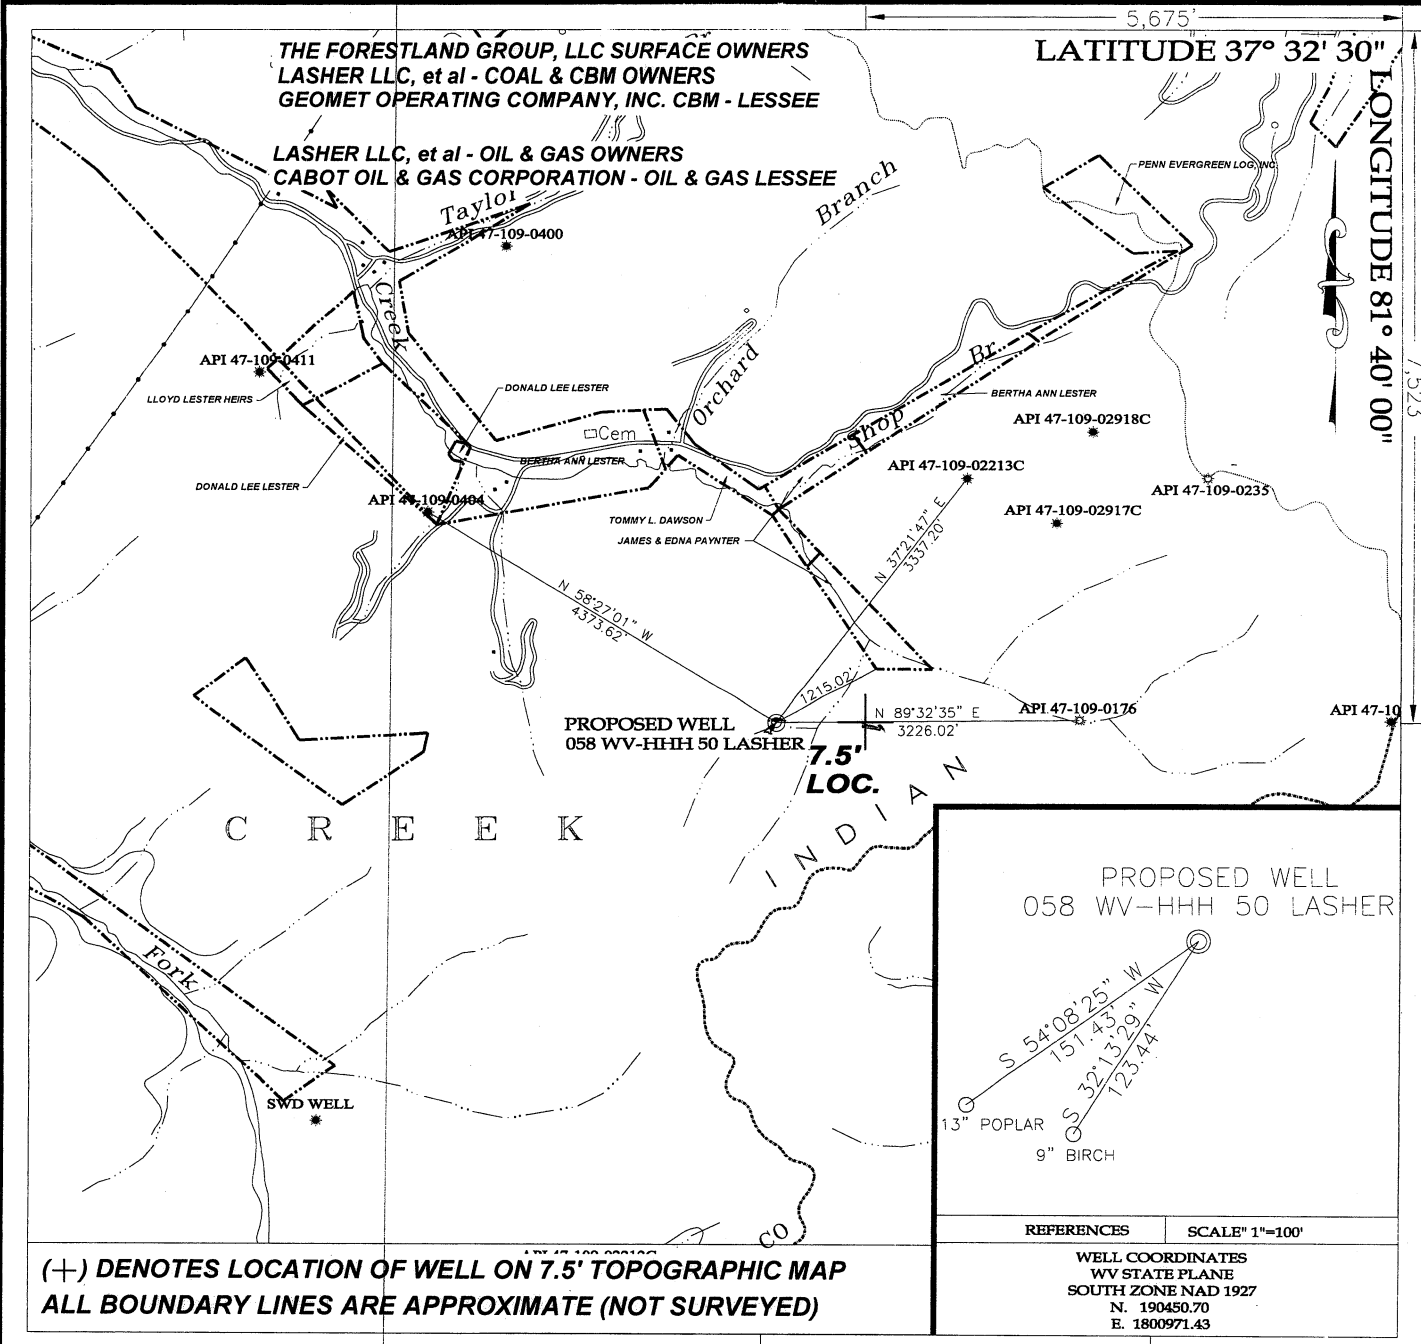 5,675'
LATITUDE 37° 32' 30"
LONGITUDE 81° 40' 00"
7,523
THE FORESTLAND GROUP, LLC SURFACE OWNERS
LASHER LLC, et al - COAL & CBM OWNERS
GEOMET OPERATING COMPANY, INC. CBM - LESSEE
LASHER LLC, et al - OIL & GAS OWNERS
CABOT OIL & GAS CORPORATION - OIL & GAS LESSEE
PENN EVERGREEN LOG, INC.
Taylor
Branch
API 47-109-0400
Creek
API 47-109-0411
LLOYD LESTER HEIRS
DONALD LEE LESTER
Orchard
Br
BERTHA ANN LESTER
API 47-109-02918C
Shop
Cem
BERTHA ANN LESTER
API 47-109-02213C
DONALD LEE LESTER
API 47-109-0404
API 47-109-0235
TOMMY L. DAWSON
API 47-109-02917C
JAMES & EDNA PAYNTER
N 37°21'47" E
3337.20'
N 58°27'01" W
4373.62'
1215.02'
PROPOSED WELL
058 WV-HHH 50 LASHER
N 89°32'35" E
3226.02'
API 47-109-0176
API 47-10
7.5'
LOC.
INDIAN
CREEK
Fork
SWD WELL
CO
PROPOSED WELL
058 WV-HHH 50 LASHER
S 54°08'25" W
151.43'
S 32°13'29" W
123.44'
13" POPLAR
9" BIRCH
REFERENCES
SCALE" 1"=100'
WELL COORDINATES
WV STATE PLANE
SOUTH ZONE NAD 1927
N. 190450.70
E. 1800971.43
(+) DENOTES LOCATION OF WELL ON 7.5' TOPOGRAPHIC MAP
ALL BOUNDARY LINES ARE APPROXIMATE (NOT SURVEYED)